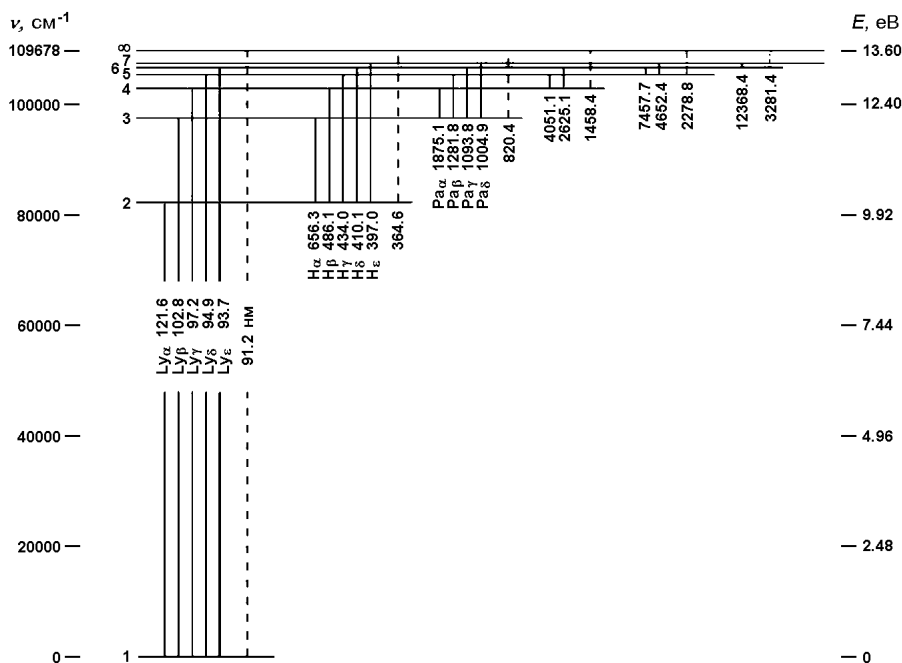 ν, см⁻¹
E, eB
109678
13.60
∞
7
6
5
4
100000
12.40
3
2
80000
9.92
60000
7.44
40000
4.96
20000
2.48
0
1
0
Lyα 121.6
Lyβ 102.8
Lyγ 97.2
Lyδ 94.9
Lyε 93.7
91.2 нм
Hα 656.3
Hβ 486.1
Hγ 434.0
Hδ 410.1
Hε 397.0
364.6
Paα 1875.1
Paβ 1281.8
Paγ 1093.8
Paδ 1004.9
820.4
4051.1
2625.1
1458.4
7457.7
4652.4
2278.8
12368.4
3281.4